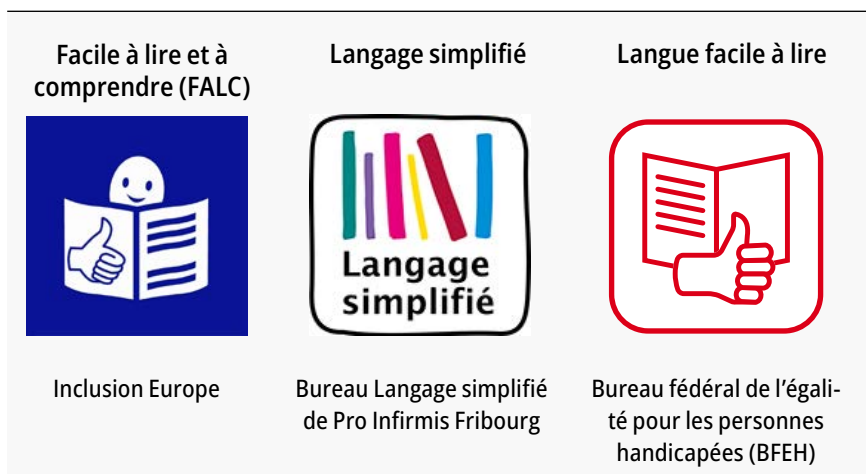 Facile à lire et à
comprendre (FALC)
Langage simplifié
Langue facile à lire
Langage
simplifié
Inclusion Europe
Bureau Langage simplifié
de Pro Infirmis Fribourg
Bureau fédéral de l’égali-
té pour les personnes
handicapées (BFEH)